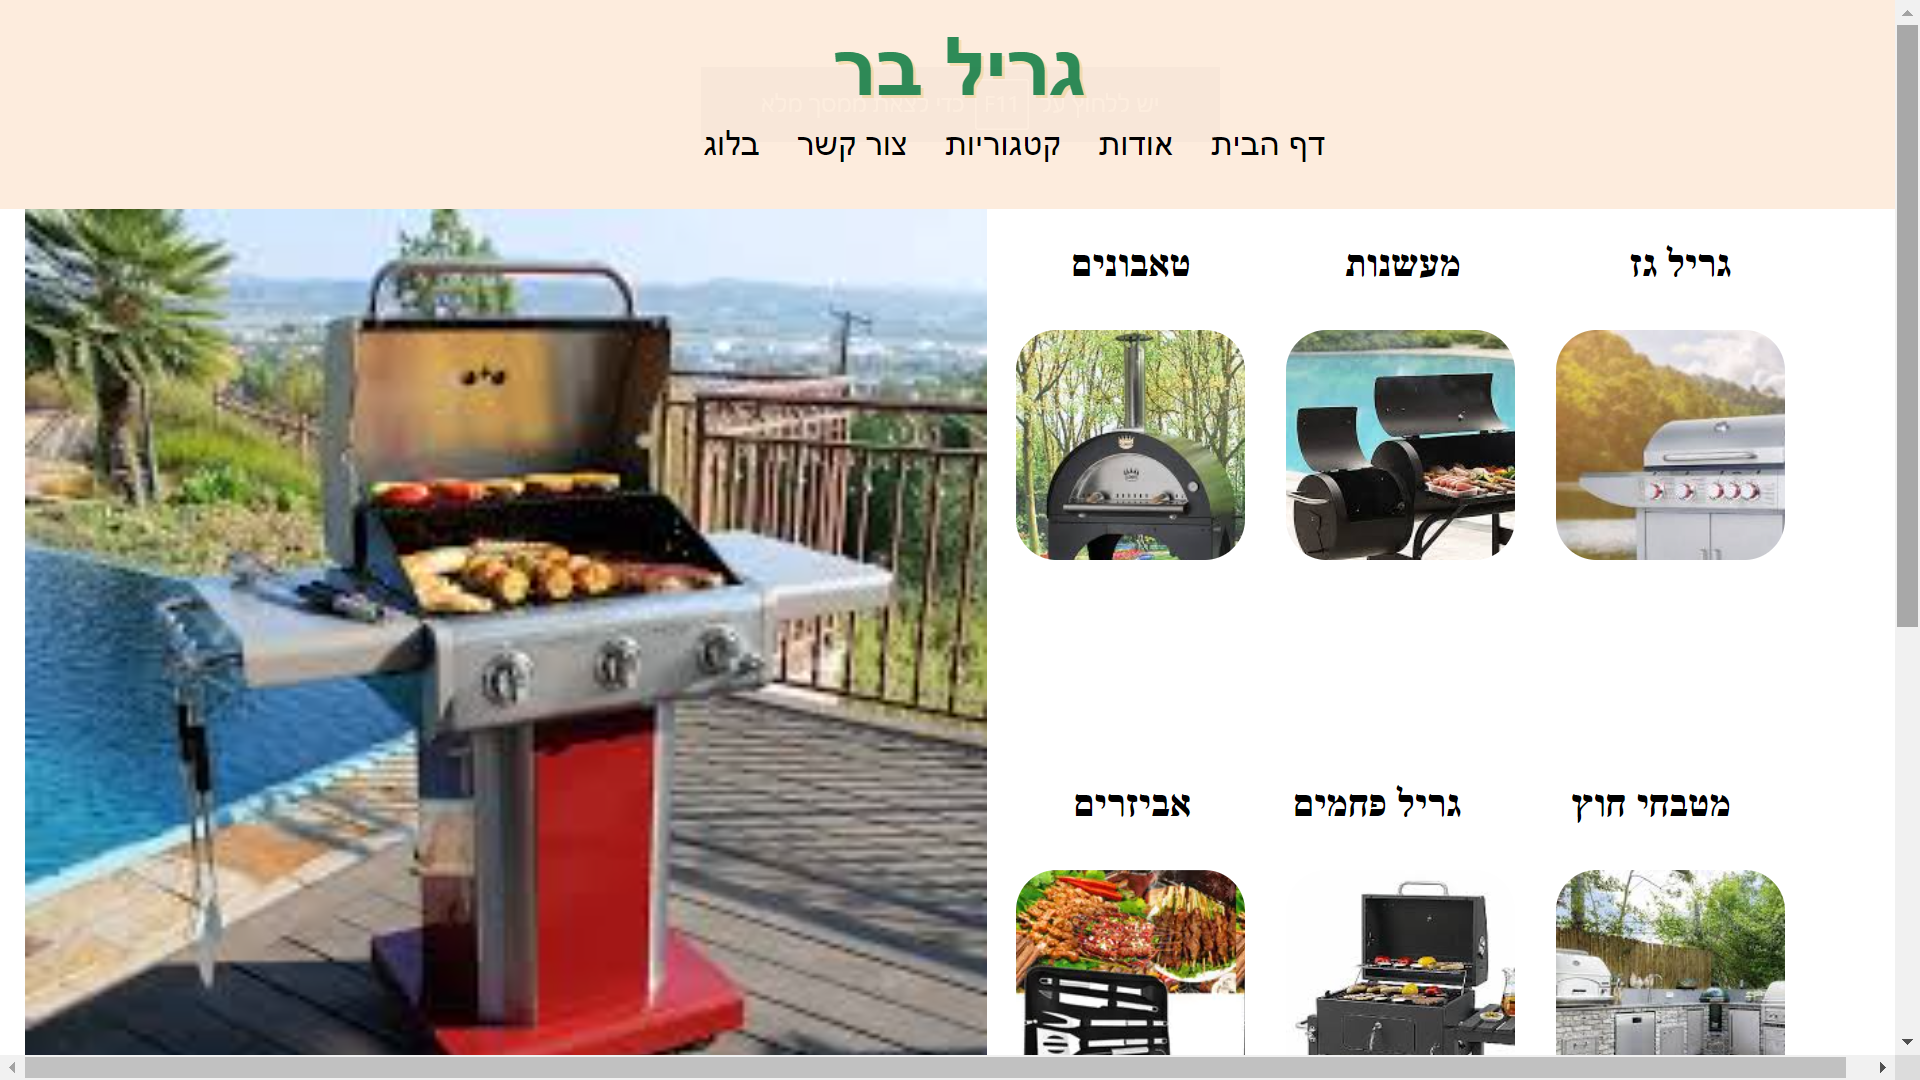 גריל בר
יש ללחוץ על F11 כדי לצאת ממסך מלא
דף הבית אודות קטגוריות צור קשר בלוג
גריל גז מעשנות טאבונים
מטבחי חוץ גריל פחמים אביזרים